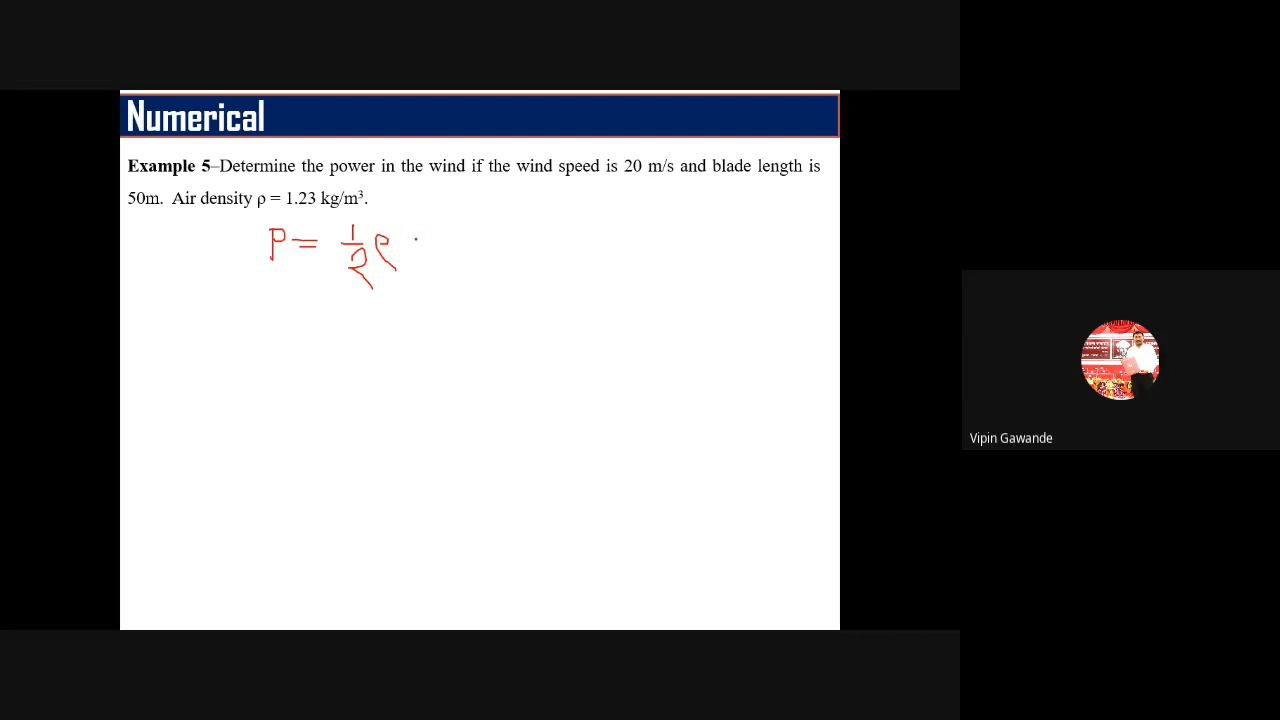 Numerical
Example 5–Determine the power in the wind if the wind speed is 20 m/s and blade length is
50m. Air density ρ = 1.23 kg/m³.
P = 1/2 ρ
Vipin Gawande